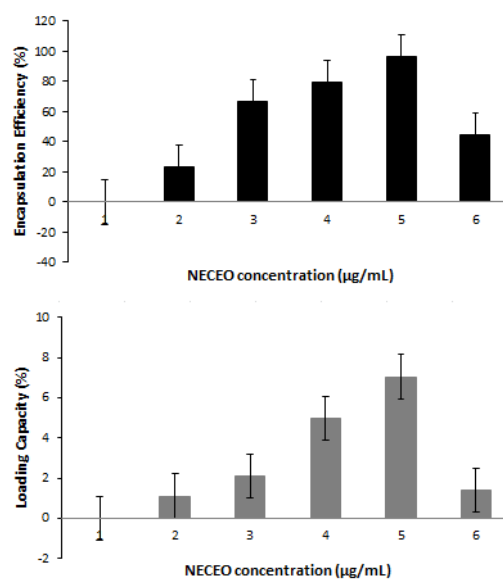 Encapsulation Efficiency (%)
120
100
80
60
40
20
0
-20
-40
1 2 3 4 5 6
NECEO concentration (µg/mL)
Loading Capacity (%)
10
8
6
4
2
0
-2
1 2 3 4 5 6
NECEO concentration (µg/mL)